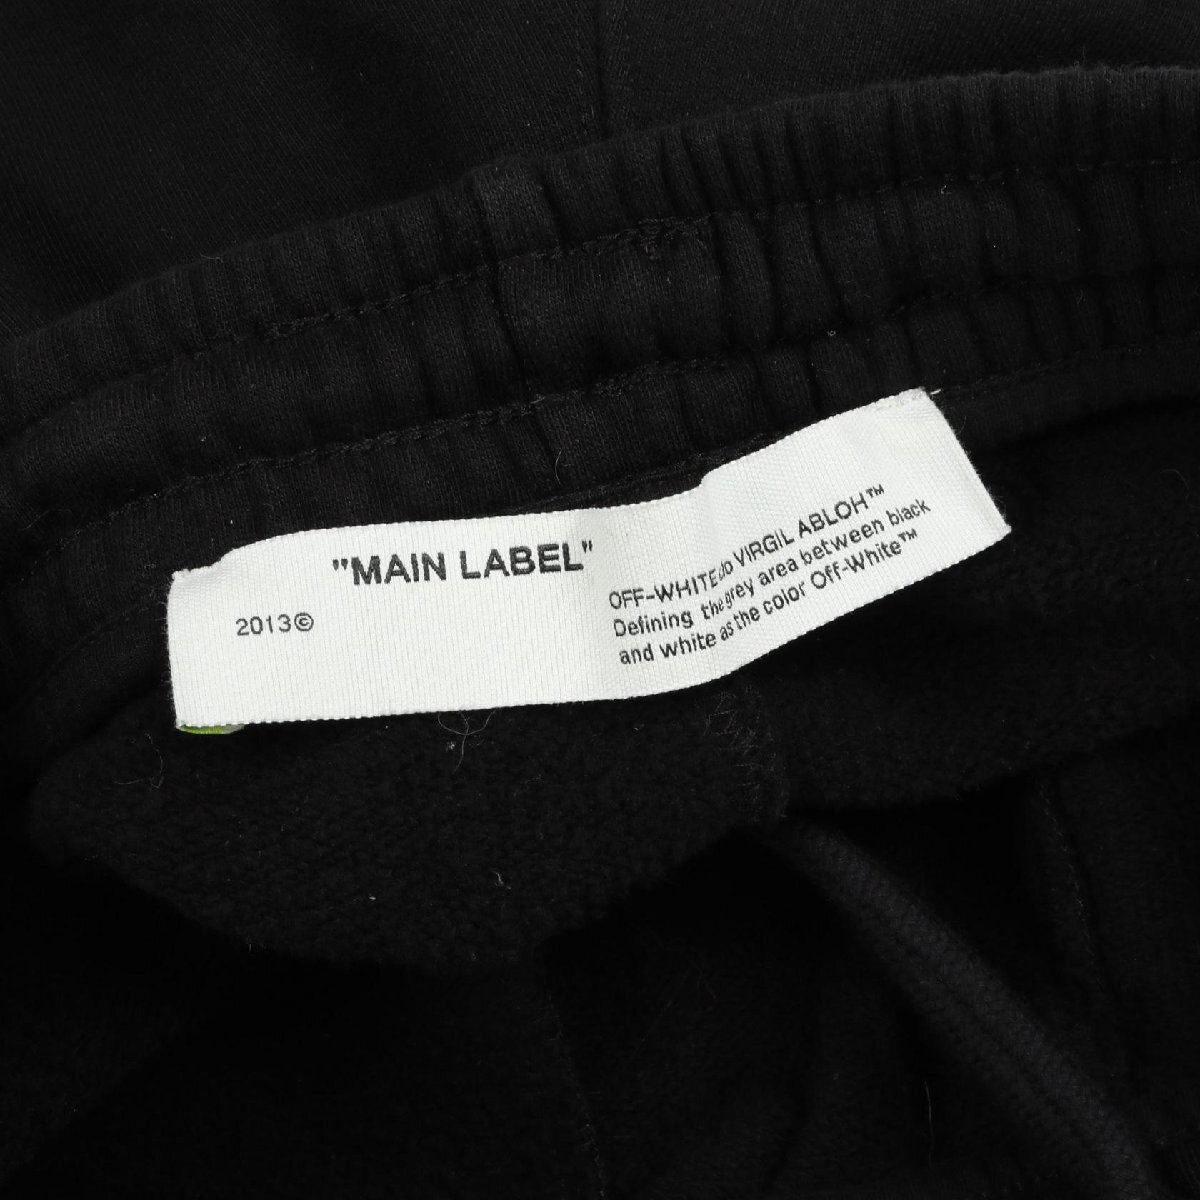 "MAIN LABEL"
2013©
OFF-WHITE c/o VIRGIL ABLOH™
Defining the grey area between black
and white as the color Off-White™